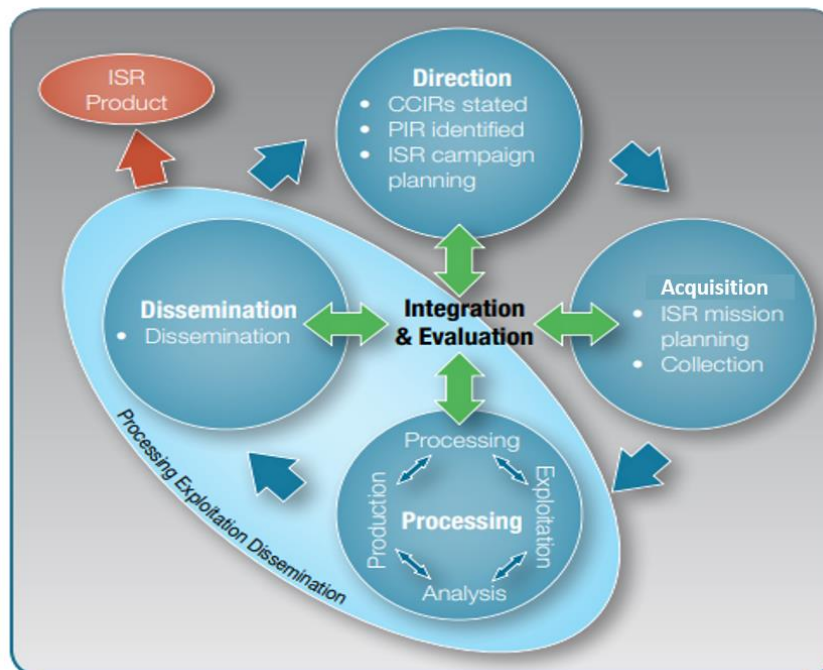 ISR
Product
Direction
• CCIRs stated
• PIR identified
• ISR campaign
planning
Acquisition
• ISR mission
planning
• Collection
Dissemination
• Dissemination
Integration
& Evaluation
Processing
Production
Processing
Exploitation
Analysis
Processing Exploitation Dissemination